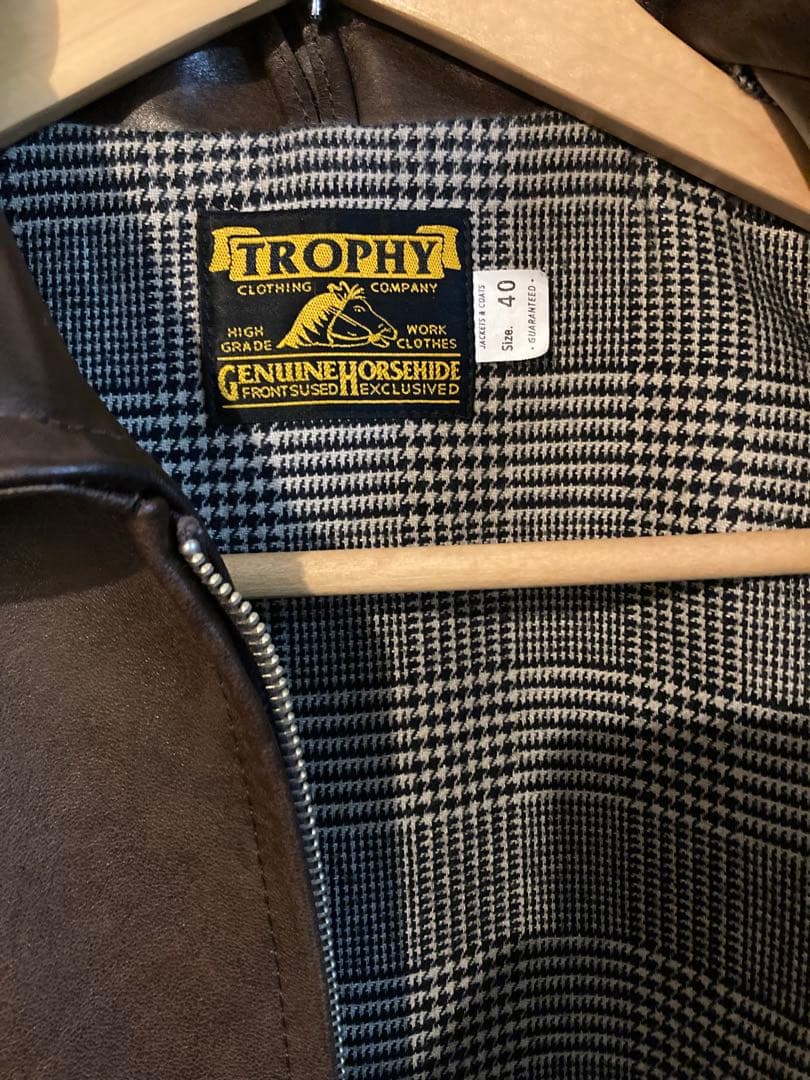 TROPHY
CLOTHING COMPANY
HIGH GRADE
WORK CLOTHES
GENUINE HORSEHIDE
FRONTSUSED EXCLUSIVED
JACKETS & COATS
Size. 40
· GUARANTEED ·